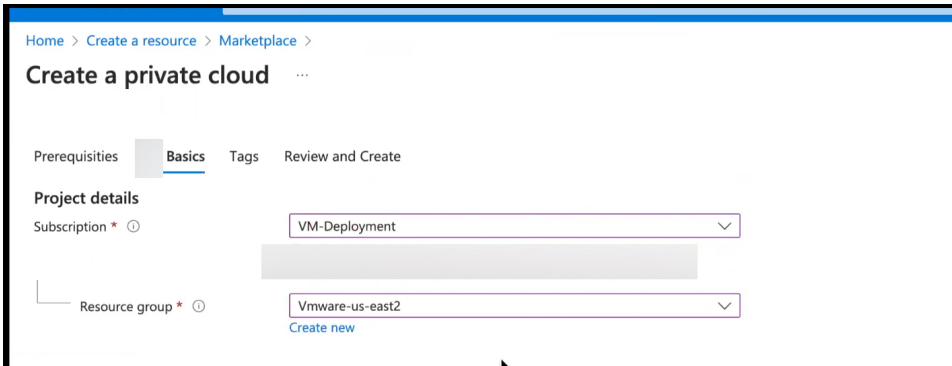 Home > Create a resource > Marketplace >
Create a private cloud ...
Prerequisities Basics Tags Review and Create
Project details
Subscription *
VM-Deployment
Resource group *
Vmware-us-east2
Create new